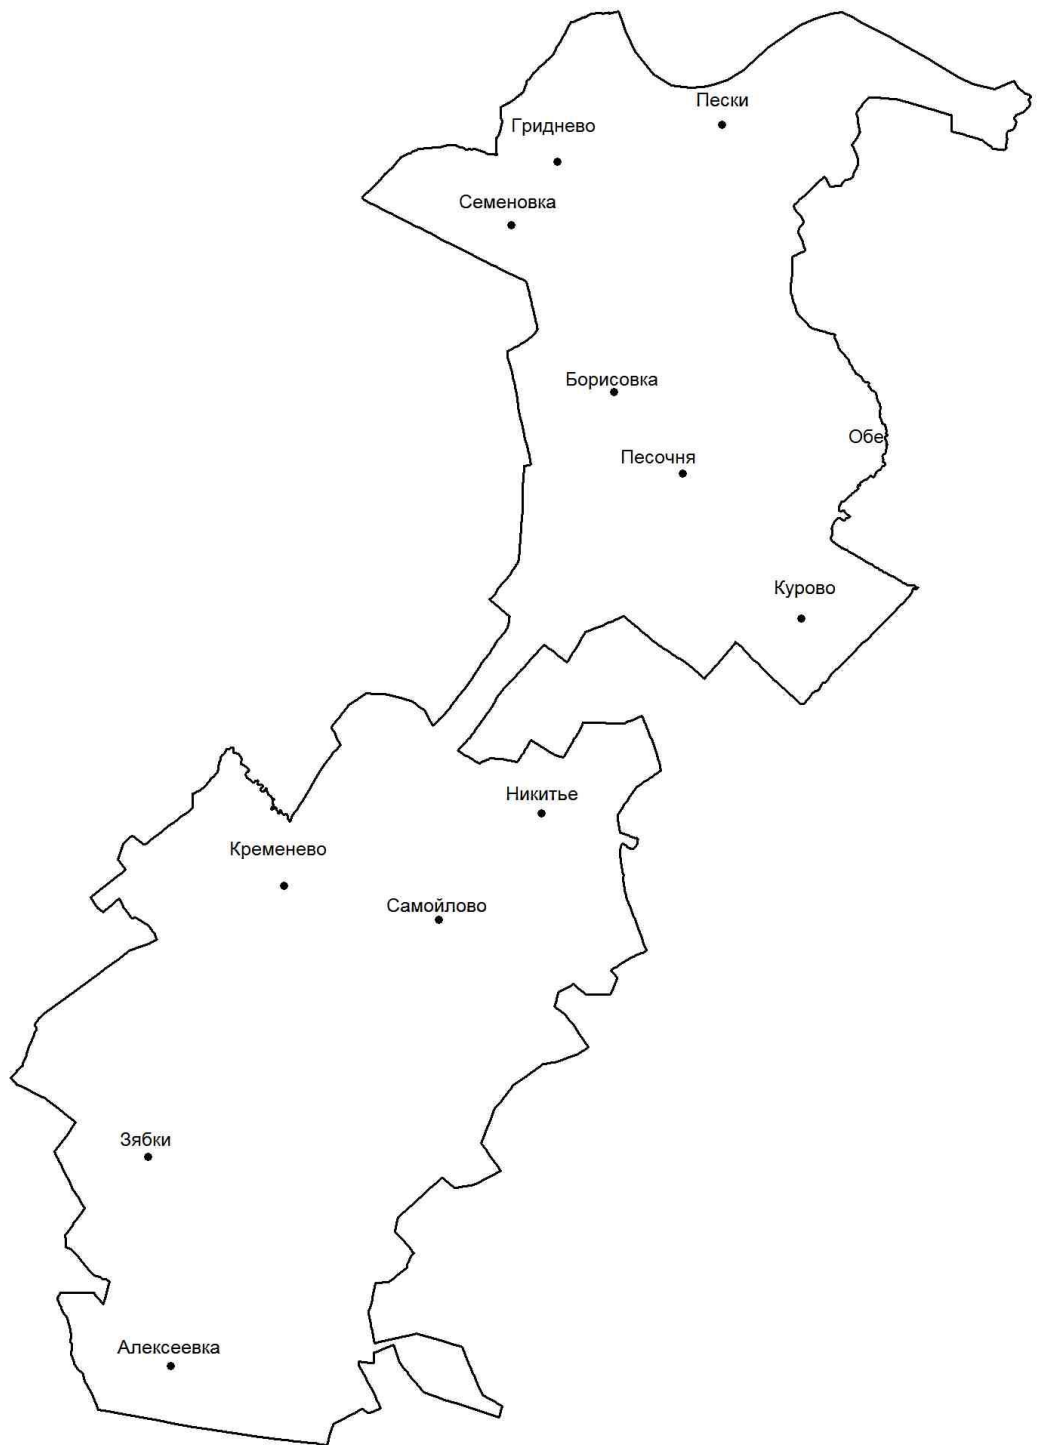 Пески
Гриднево
Семеновка
Борисовка
Обе
Песочня
Курово
Никитье
Кременево
Самойлово
Зябки
Алексеевка